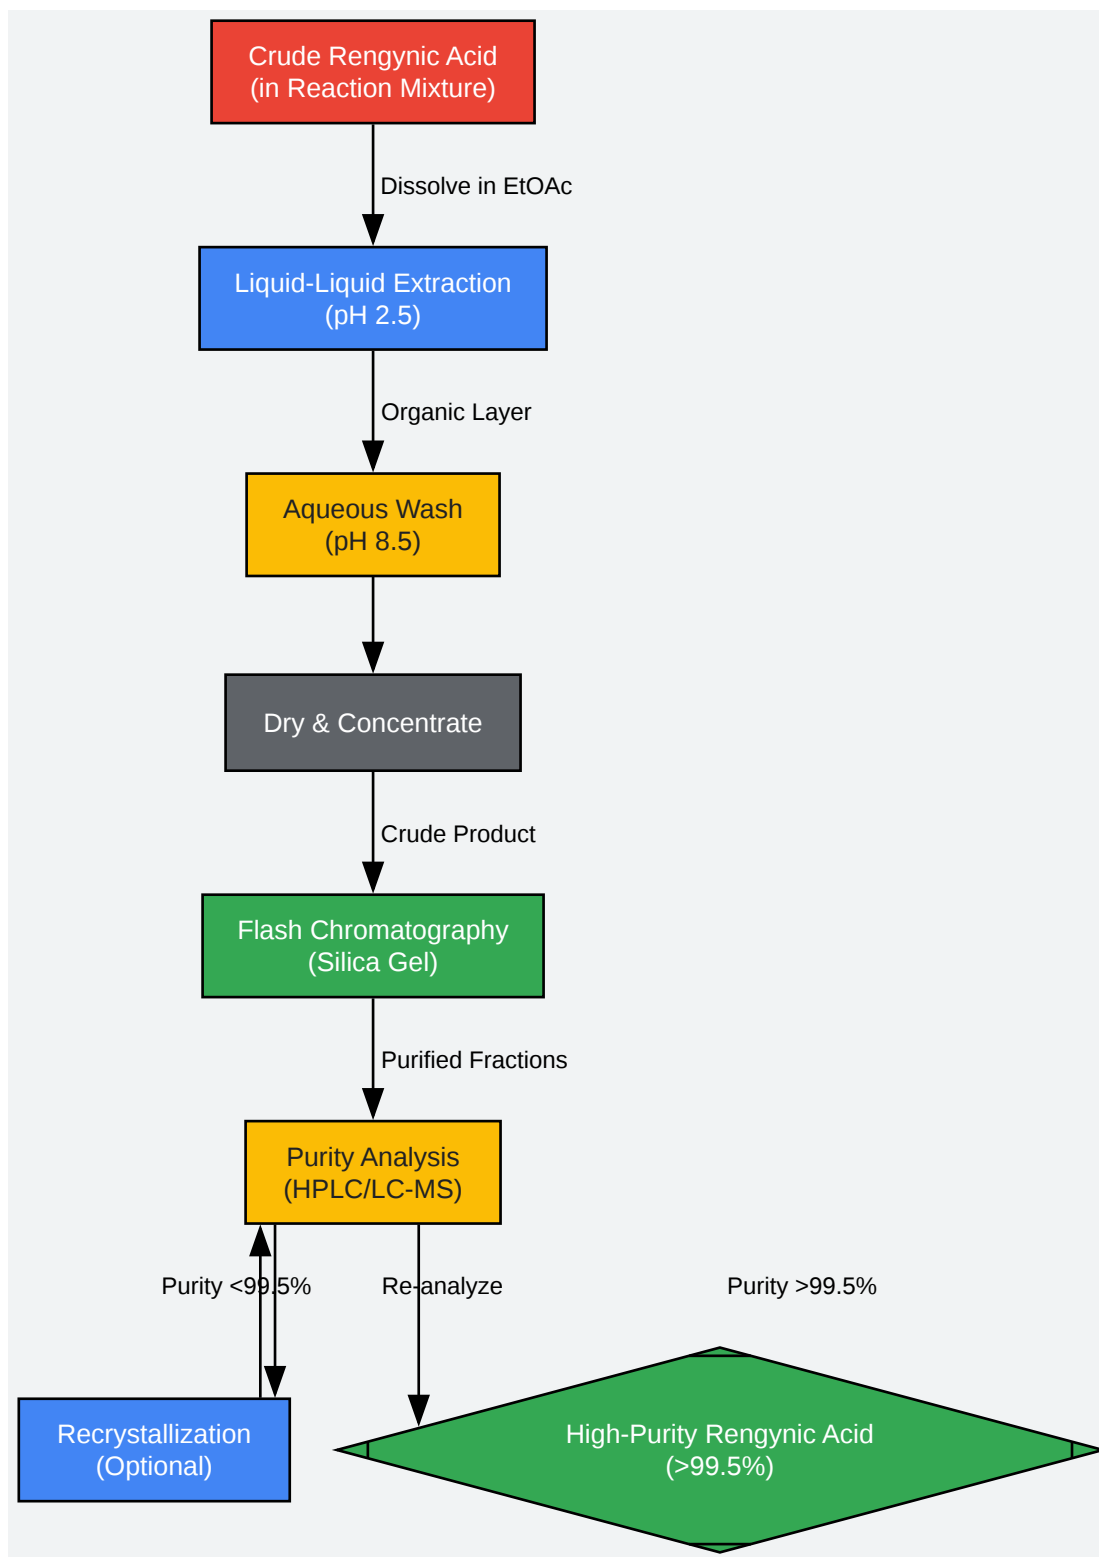 Crude Rengynic Acid
(in Reaction Mixture)
Dissolve in EtOAc
Liquid-Liquid Extraction
(pH 2.5)
Organic Layer
Aqueous Wash
(pH 8.5)
Dry & Concentrate
Crude Product
Flash Chromatography
(Silica Gel)
Purified Fractions
Purity Analysis
(HPLC/LC-MS)
Purity <99.5%
Re-analyze
Purity >99.5%
Recrystallization
(Optional)
High-Purity Rengynic Acid
(>99.5%)